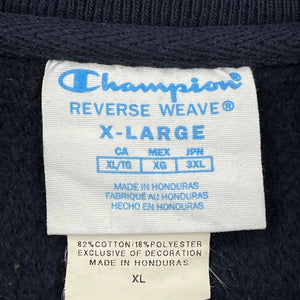 Champion
REVERSE WEAVE®
X-LARGE
CA MEX JPN
XL/TG XG 3XL
MADE IN HONDURAS
FABRIQUÉ AU HONDURAS
HECHO EN HONDURAS
82%COTTON/18%POLYESTER
EXCLUSIVE OF DECORATION
MADE IN HONDURAS
XL